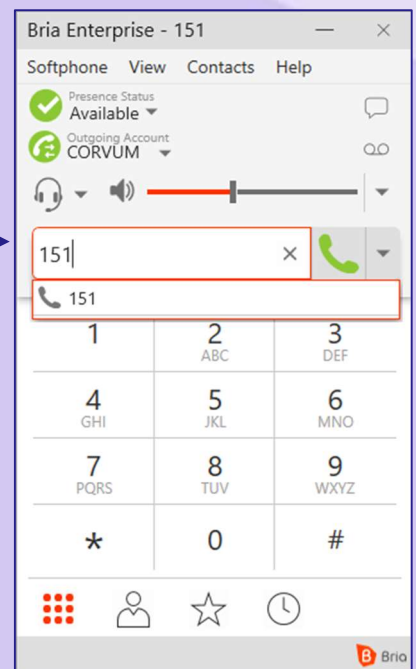 Bria Enterprise - 151
Softphone View Contacts Help
Presence Status
Available
Outgoing Account
CORVUM
151
151
1 2 3
ABC DEF
4 5 6
GHI JKL MNO
7 8 9
PQRS TUV WXYZ
* 0 #
Bria